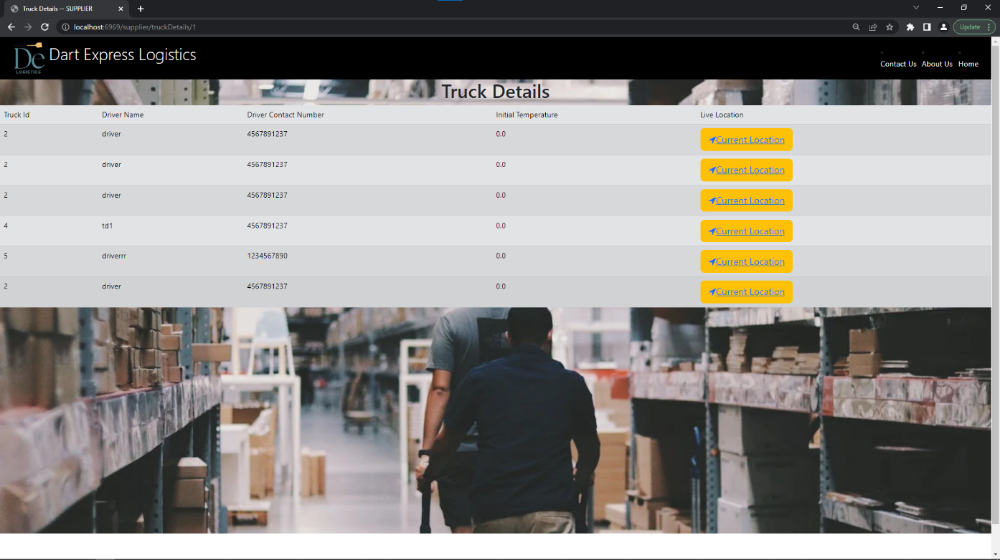 Truck Details -- SUPPLIER
localhost:6969/supplier/truckDetails/1
Update
De
LOGISTICS
Dart Express Logistics
Contact Us About Us Home
Truck Details
Truck Id Driver Name Driver Contact Number Initial Temperature Live Location
2 driver 4567891237 0.0 Current Location
2 driver 4567891237 0.0 Current Location
2 driver 4567891237 0.0 Current Location
4 td1 4567891237 0.0 Current Location
5 driverrr 1234567890 0.0 Current Location
2 driver 4567891237 0.0 Current Location